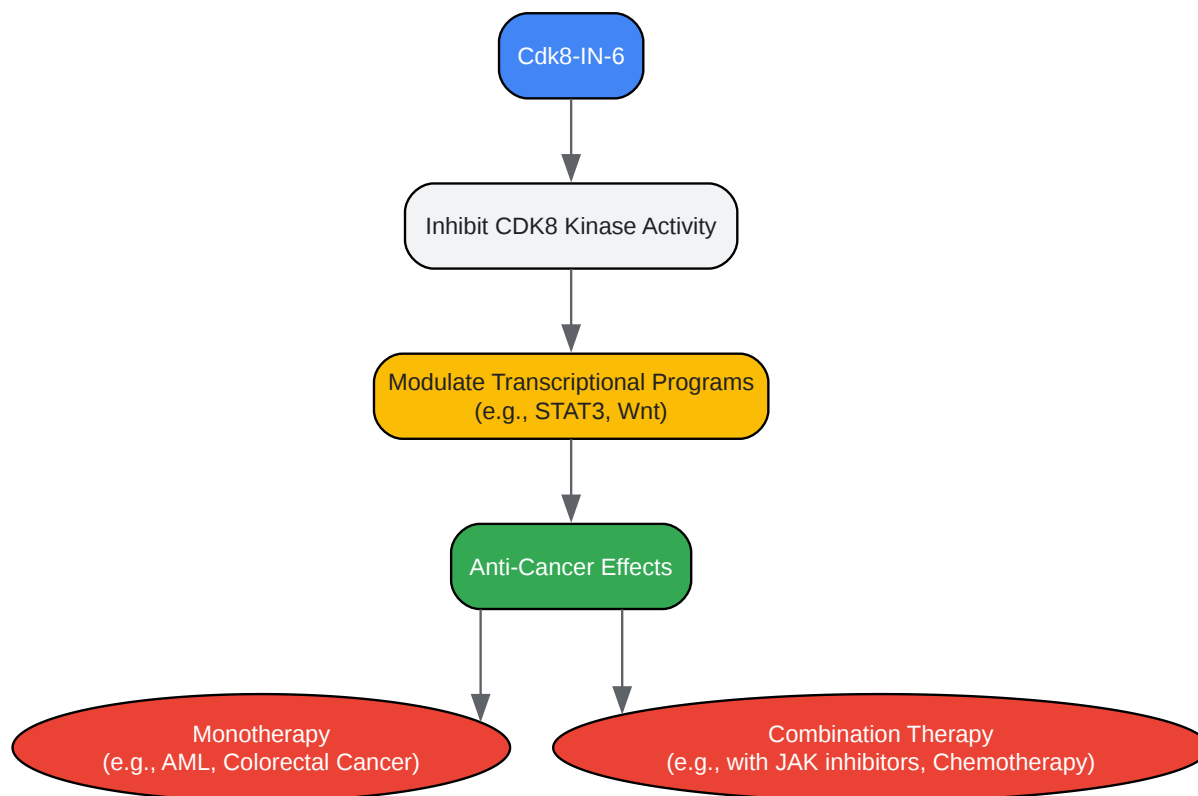 Cdk8-IN-6
Inhibit CDK8 Kinase Activity
Modulate Transcriptional Programs
(e.g., STAT3, Wnt)
Anti-Cancer Effects
Monotherapy
(e.g., AML, Colorectal Cancer)
Combination Therapy
(e.g., with JAK inhibitors, Chemotherapy)